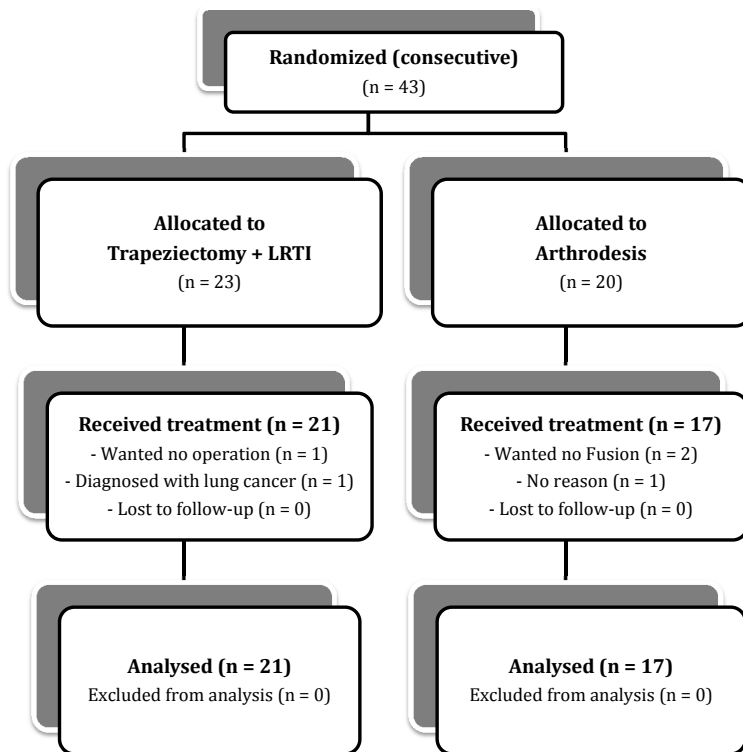 Randomized (consecutive)
(n = 43)
Allocated to
Trapeziectomy + LRTI
(n = 23)
Allocated to
Arthrodesis
(n = 20)
Received treatment (n = 21)
- Wanted no operation (n = 1)
- Diagnosed with lung cancer (n = 1)
- Lost to follow-up (n = 0)
Received treatment (n = 17)
- Wanted no Fusion (n = 2)
- No reason (n = 1)
- Lost to follow-up (n = 0)
Analysed (n = 21)
Excluded from analysis (n = 0)
Analysed (n = 17)
Excluded from analysis (n = 0)